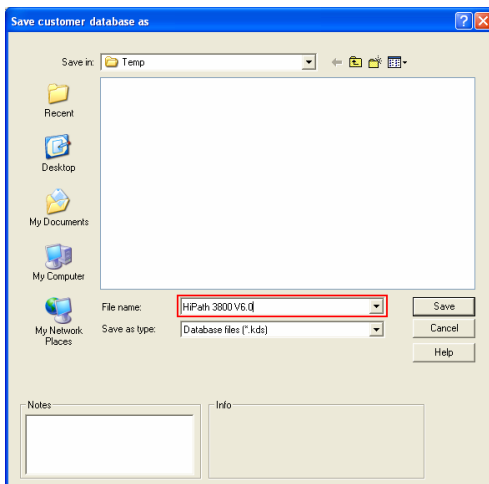 Save customer database as
Save in: Temp
Recent
Desktop
My Documents
My Computer
My Network
Places
File name: HiPath 3800 V6.0 Save
Save as type: Database files (*.kds) Cancel
Help
Notes Info